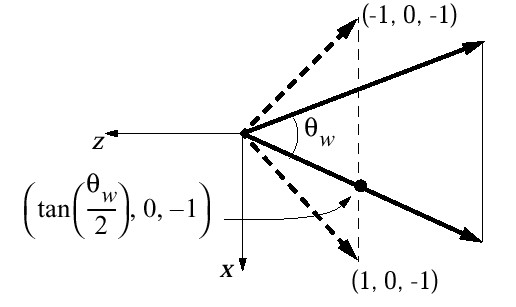 (-1, 0, -1)
θw
z
(tan(θw/2), 0, −1)
x
(1, 0, -1)